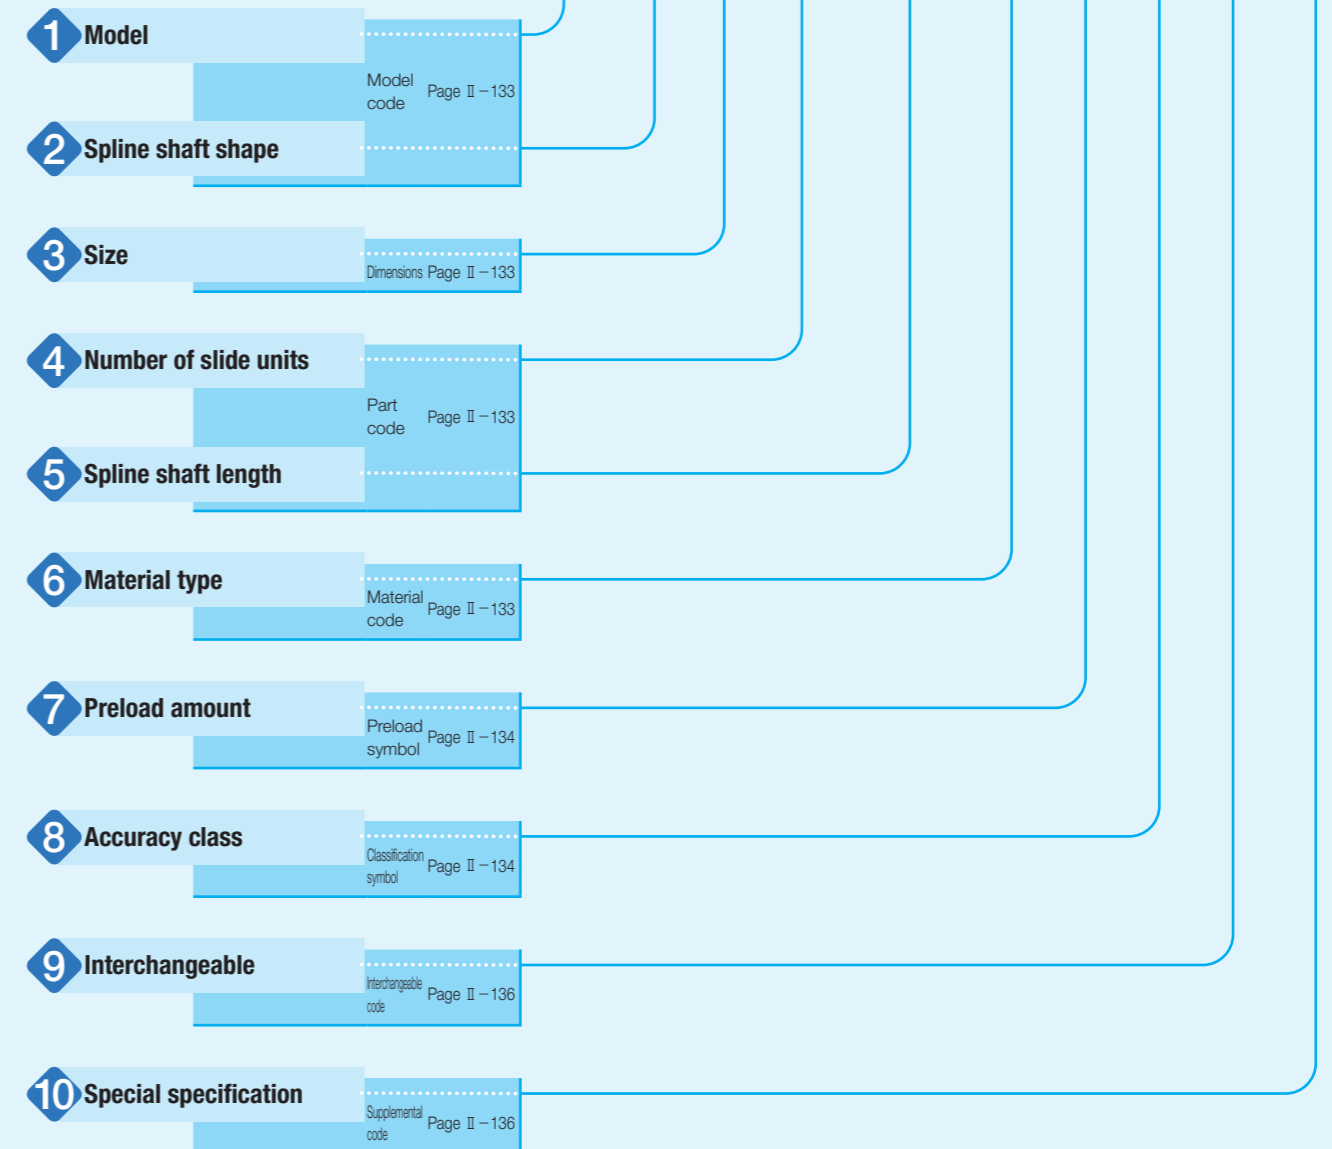 1 Model
Model
code Page Ⅱ－133
2 Spline shaft shape
3 Size
Dimensions Page Ⅱ－133
4 Number of slide units
Part
code Page Ⅱ－133
5 Spline shaft length
6 Material type
Material
code Page Ⅱ－133
7 Preload amount
Preload
symbol Page Ⅱ－134
8 Accuracy class
Classification
symbol Page Ⅱ－134
9 Interchangeable
Interchangeable
code Page Ⅱ－136
10 Special specification
Supplemental
code Page Ⅱ－136